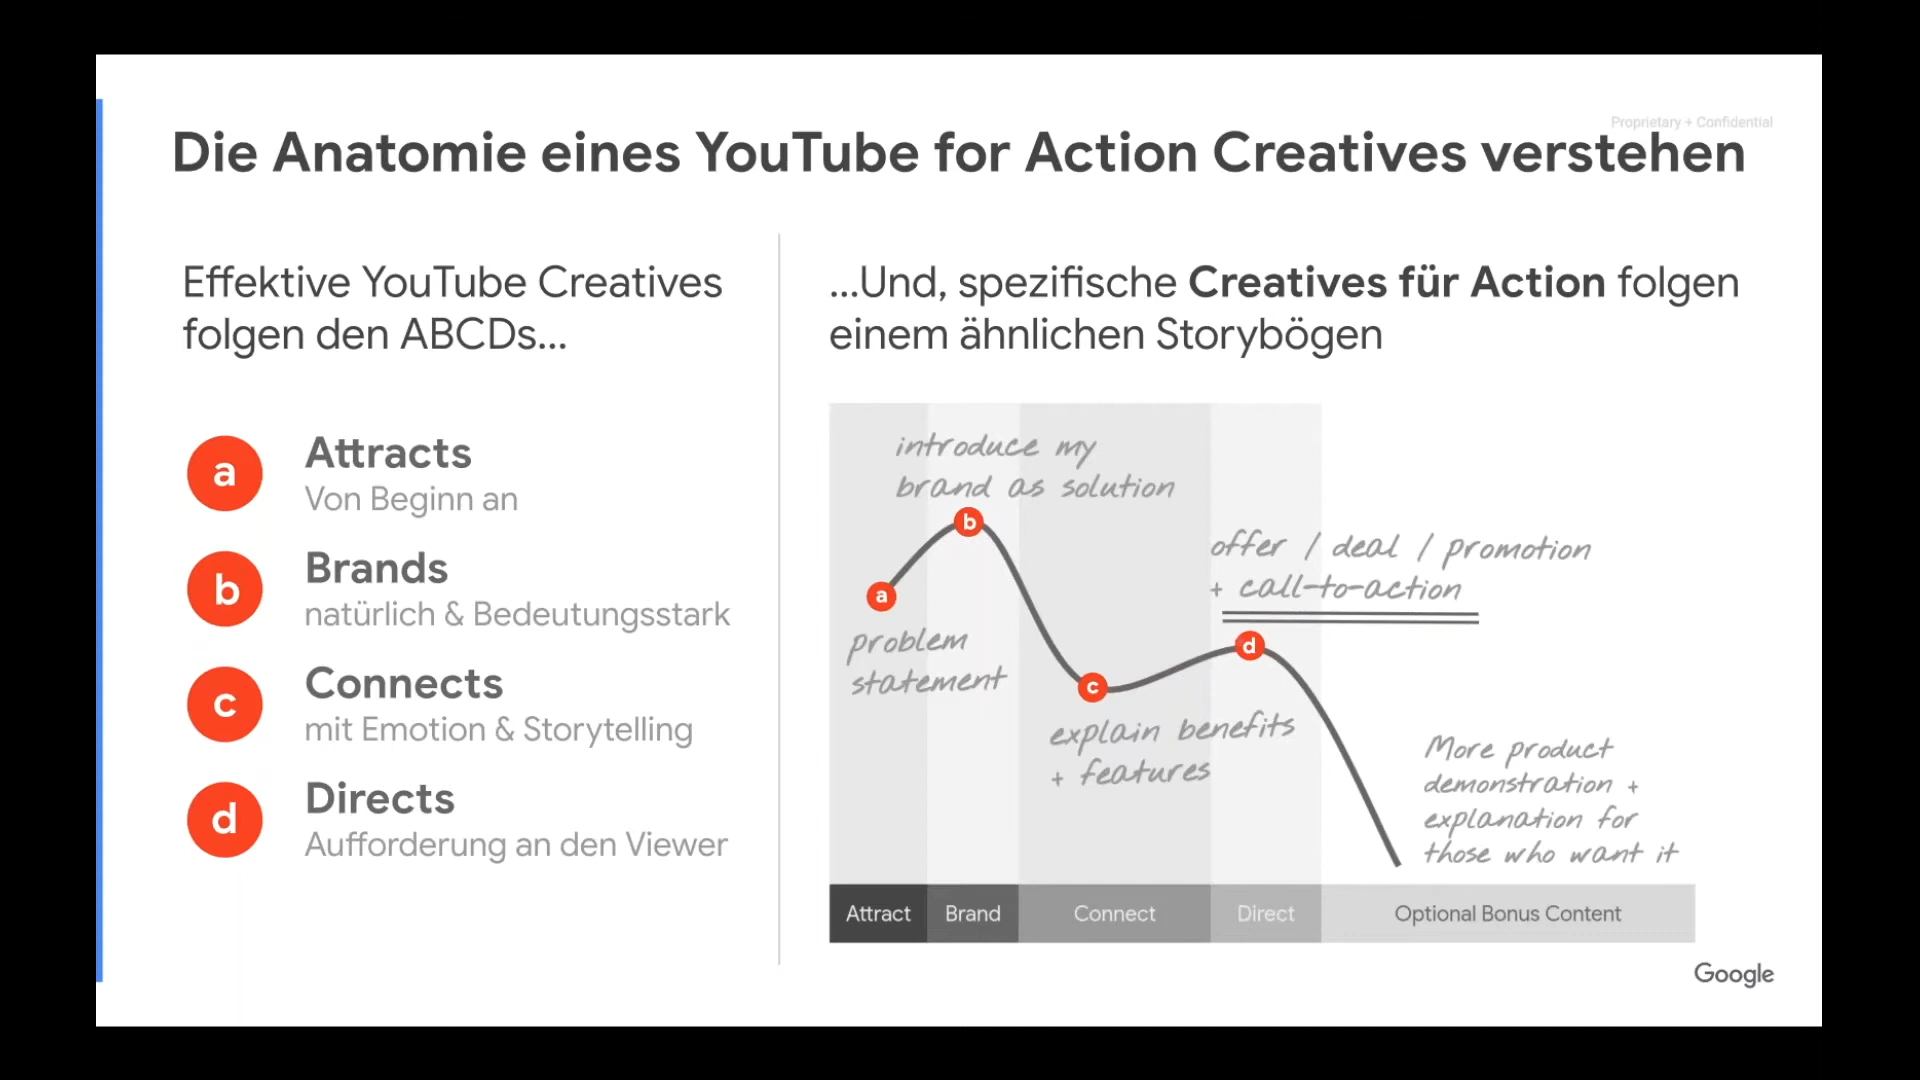 Proprietary + Confidential
Die Anatomie eines YouTube for Action Creatives verstehen
Effektive YouTube Creatives
folgen den ABCDs...
a
Attracts
Von Beginn an
b
Brands
natürlich & Bedeutungsstark
c
Connects
mit Emotion & Storytelling
d
Directs
Aufforderung an den Viewer
...Und, spezifische Creatives für Action folgen
einem ähnlichen Storybögen
introduce my
brand as solution
b
a
problem
statement
offer / deal / promotion
+ call-to-action
d
c
explain benefits
+ features
More product
demonstration +
explanation for
those who want it
Attract
Brand
Connect
Direct
Optional Bonus Content
Google